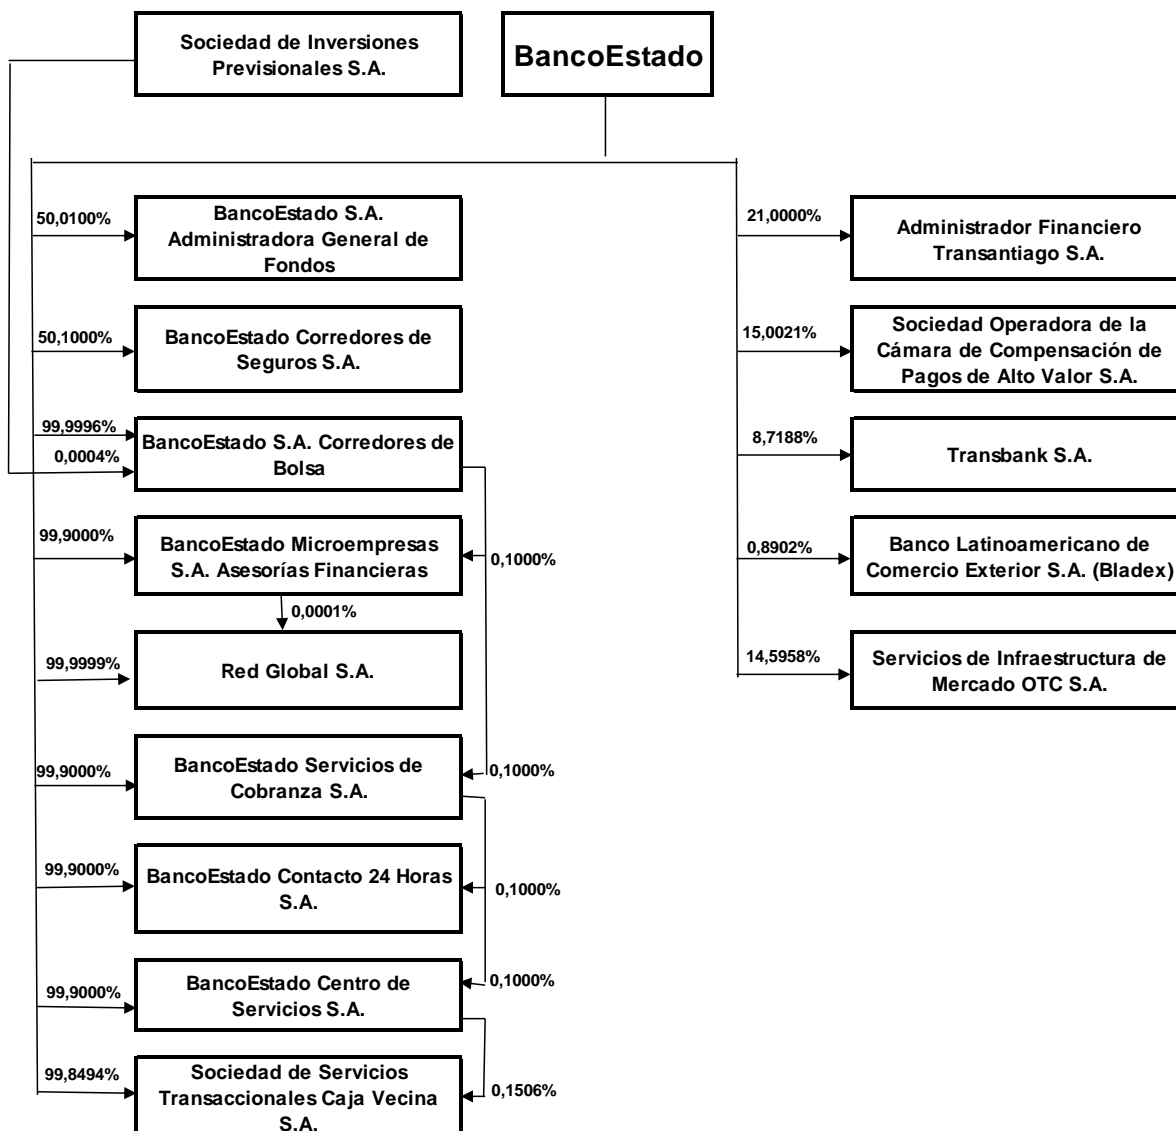 Sociedad de Inversiones
Previsionales S.A.
BancoEstado
50,0100%
BancoEstado S.A.
Administradora General de
Fondos
21,0000%
Administrador Financiero
Transantiago S.A.
50,1000%
BancoEstado Corredores de
Seguros S.A.
15,0021%
Sociedad Operadora de la
Cámara de Compensación de
Pagos de Alto Valor S.A.
99,9996%
0,0004%
BancoEstado S.A. Corredores de
Bolsa
8,7188%
Transbank S.A.
99,9000%
BancoEstado Microempresas
S.A. Asesorías Financieras
0,1000%
0,8902%
Banco Latinoamericano de
Comercio Exterior S.A. (Bladex)
0,0001%
99,9999%
Red Global S.A.
14,5958%
Servicios de Infraestructura de
Mercado OTC S.A.
99,9000%
BancoEstado Servicios de
Cobranza S.A.
0,1000%
99,9000%
BancoEstado Contacto 24 Horas
S.A.
0,1000%
99,9000%
BancoEstado Centro de
Servicios S.A.
0,1000%
99,8494%
Sociedad de Servicios
Transaccionales Caja Vecina
S.A.
0,1506%